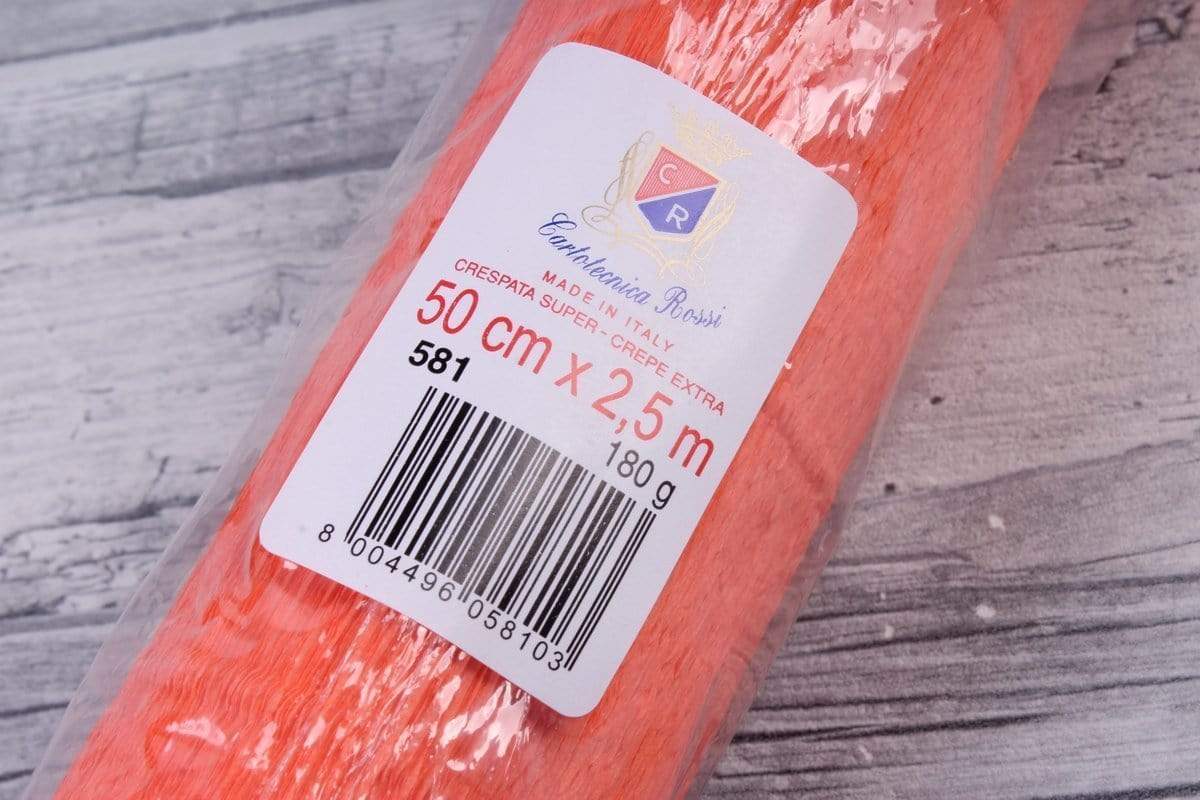 C
R
Cartotecnica Rossi
MADE IN ITALY
CRESPATA SUPER - CREPE EXTRA
50 cm x 2,5 m
581
180 g
8 004496 058103